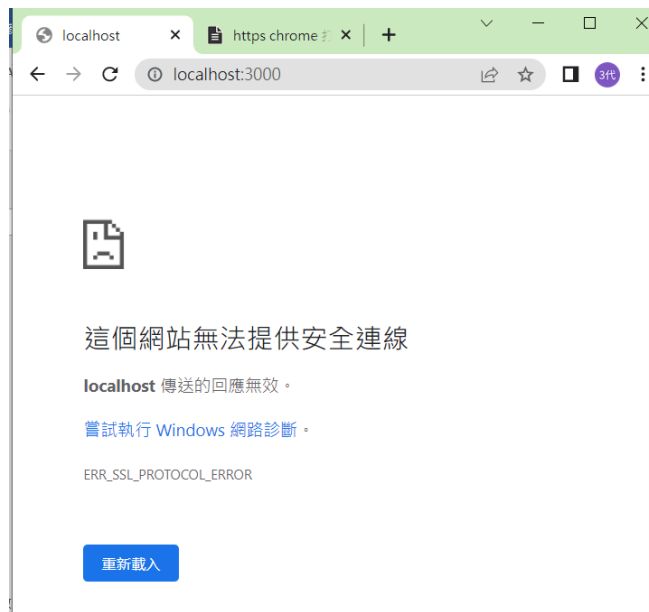 localhost
https chrome
localhost:3000
3代
這個網站無法提供安全連線
localhost 傳送的回應無效。
嘗試執行 Windows 網路診斷。
ERR_SSL_PROTOCOL_ERROR
重新載入